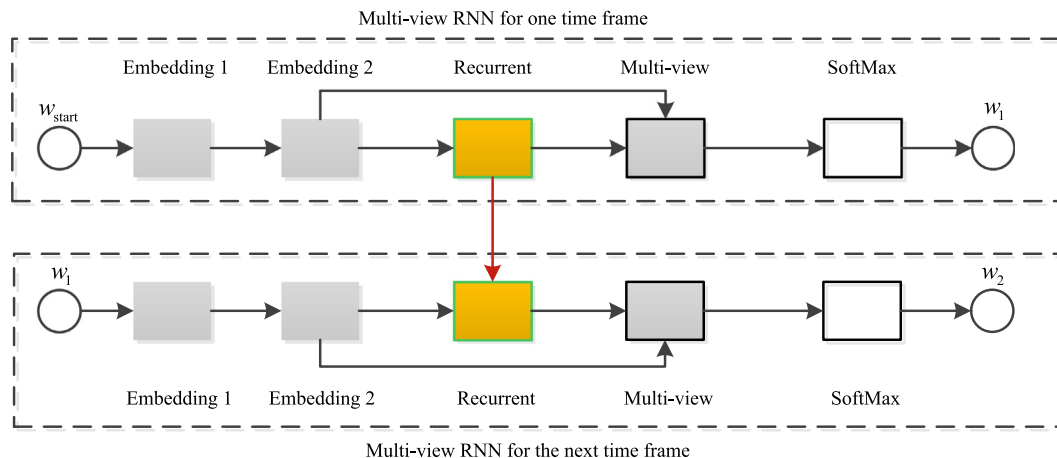 Multi-view RNN for one time frame
Embedding 1 Embedding 2 Recurrent Multi-view SoftMax
w_start w_1
w_1 w_2
Embedding 1 Embedding 2 Recurrent Multi-view SoftMax
Multi-view RNN for the next time frame